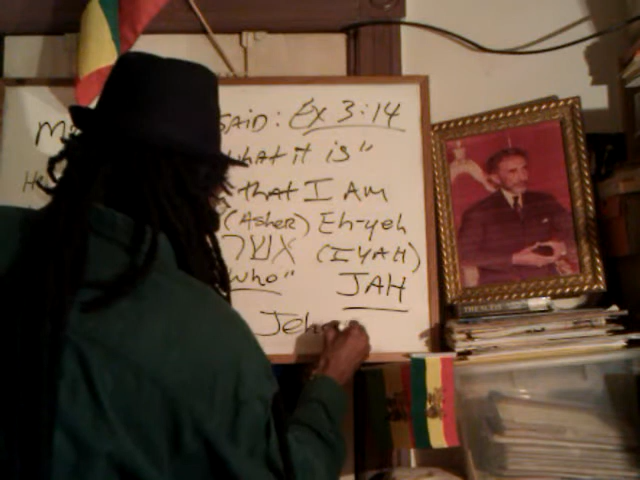 SAID: Ex 3:14
what it is"
that I AM
(Asher) Eh-yeh
אשר (IYAH)
"who" JAH
Jeh